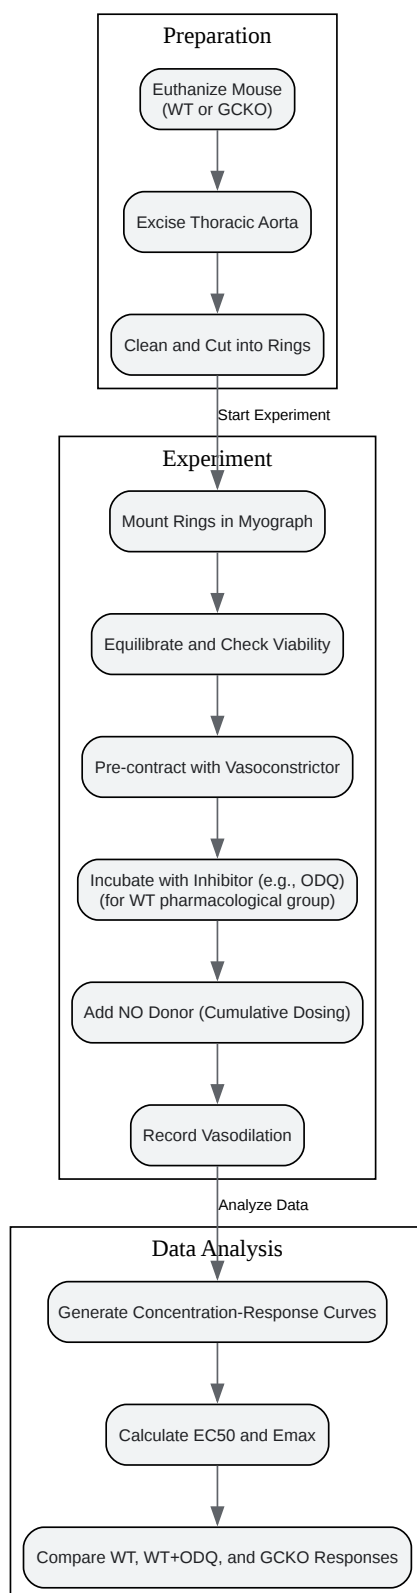 Preparation
Euthanize Mouse
(WT or GCKO)
Excise Thoracic Aorta
Clean and Cut into Rings
Start Experiment
Experiment
Mount Rings in Myograph
Equilibrate and Check Viability
Pre-contract with Vasoconstrictor
Incubate with Inhibitor (e.g., ODQ)
(for WT pharmacological group)
Add NO Donor (Cumulative Dosing)
Record Vasodilation
Analyze Data
Data Analysis
Generate Concentration-Response Curves
Calculate EC50 and Emax
Compare WT, WT+ODQ, and GCKO Responses